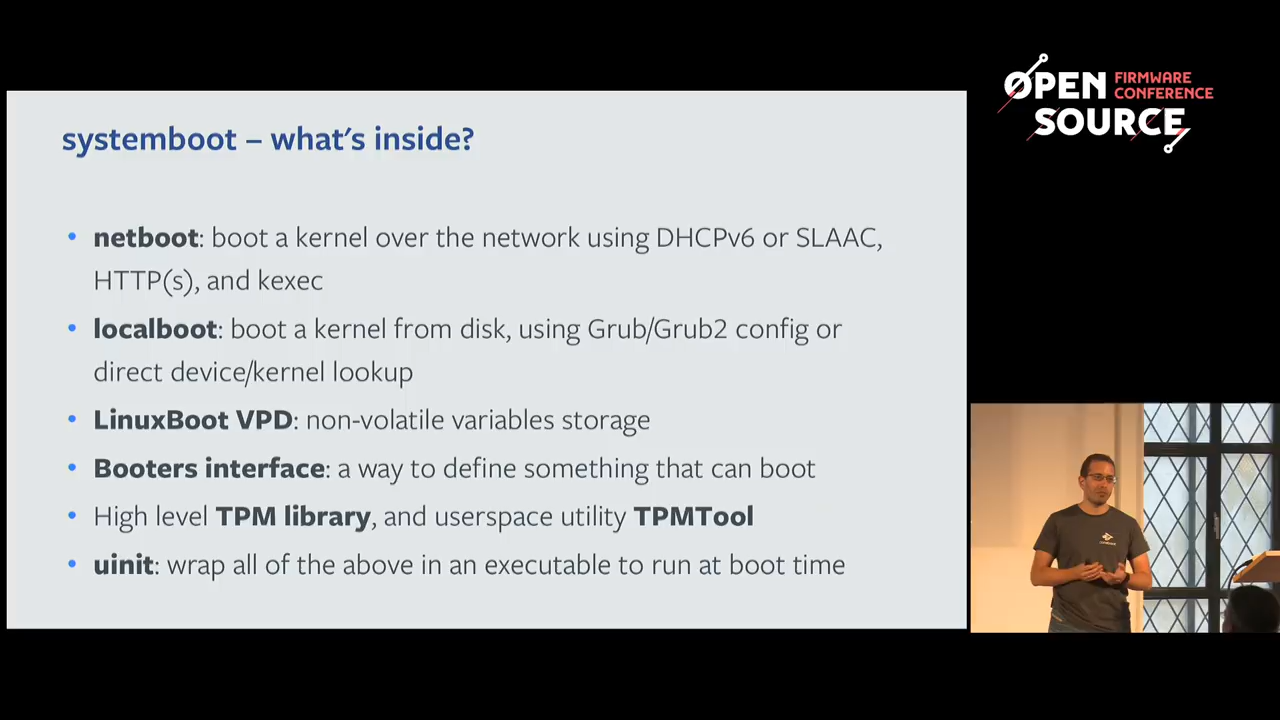 OPEN FIRMWARE
CONFERENCE
SOURCE
systemboot – what's inside?
• netboot: boot a kernel over the network using DHCPv6 or SLAAC,
HTTP(s), and kexec
• localboot: boot a kernel from disk, using Grub/Grub2 config or
direct device/kernel lookup
• LinuxBoot VPD: non-volatile variables storage
• Booters interface: a way to define something that can boot
• High level TPM library, and userspace utility TPMTool
• uinit: wrap all of the above in an executable to run at boot time